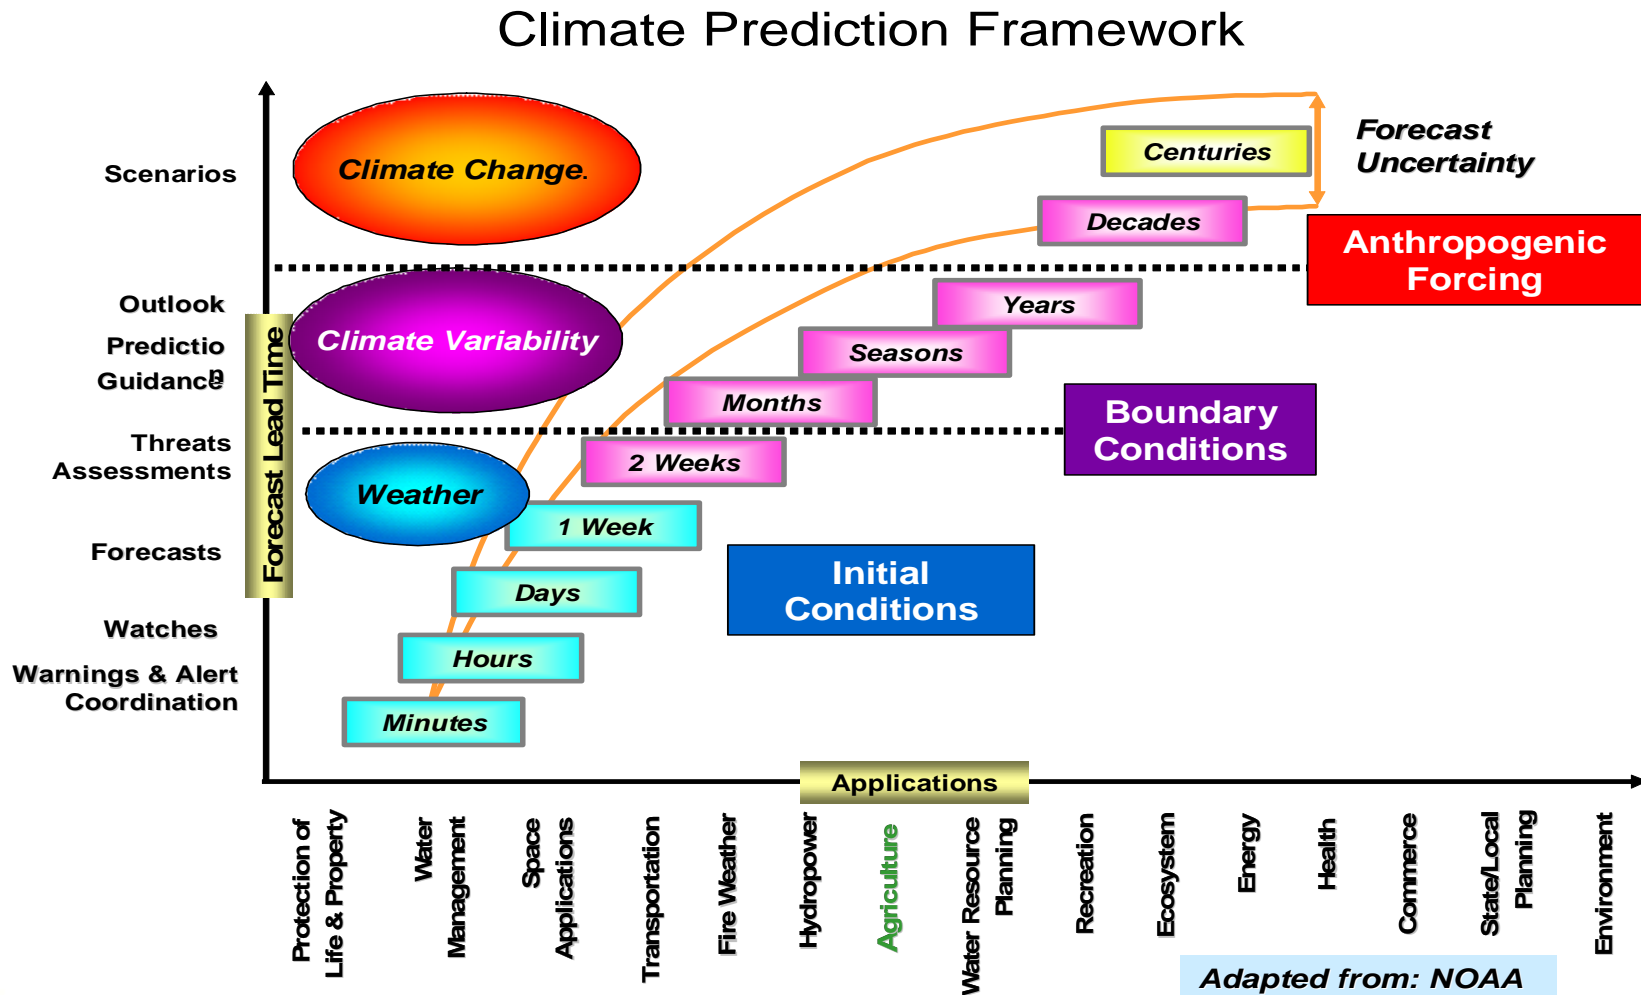 Climate Prediction Framework
Scenarios
Outlook
Predictio
n
Guidance
Threats
Assessments
Forecasts
Watches
Warnings & Alert
Coordination
Forecast Lead Time
Climate Change.
Climate Variability
Weather
Centuries
Decades
Years
Seasons
Months
2 Weeks
1 Week
Days
Hours
Minutes
Forecast
Uncertainty
Anthropogenic
Forcing
Boundary
Conditions
Initial
Conditions
Applications
Protection of
Life & Property
Water
Management
Space
Applications
Transportation
Fire Weather
Hydropower
Agriculture
Water Resource
Planning
Recreation
Ecosystem
Energy
Health
Commerce
State/Local
Planning
Environment
Adapted from: NOAA